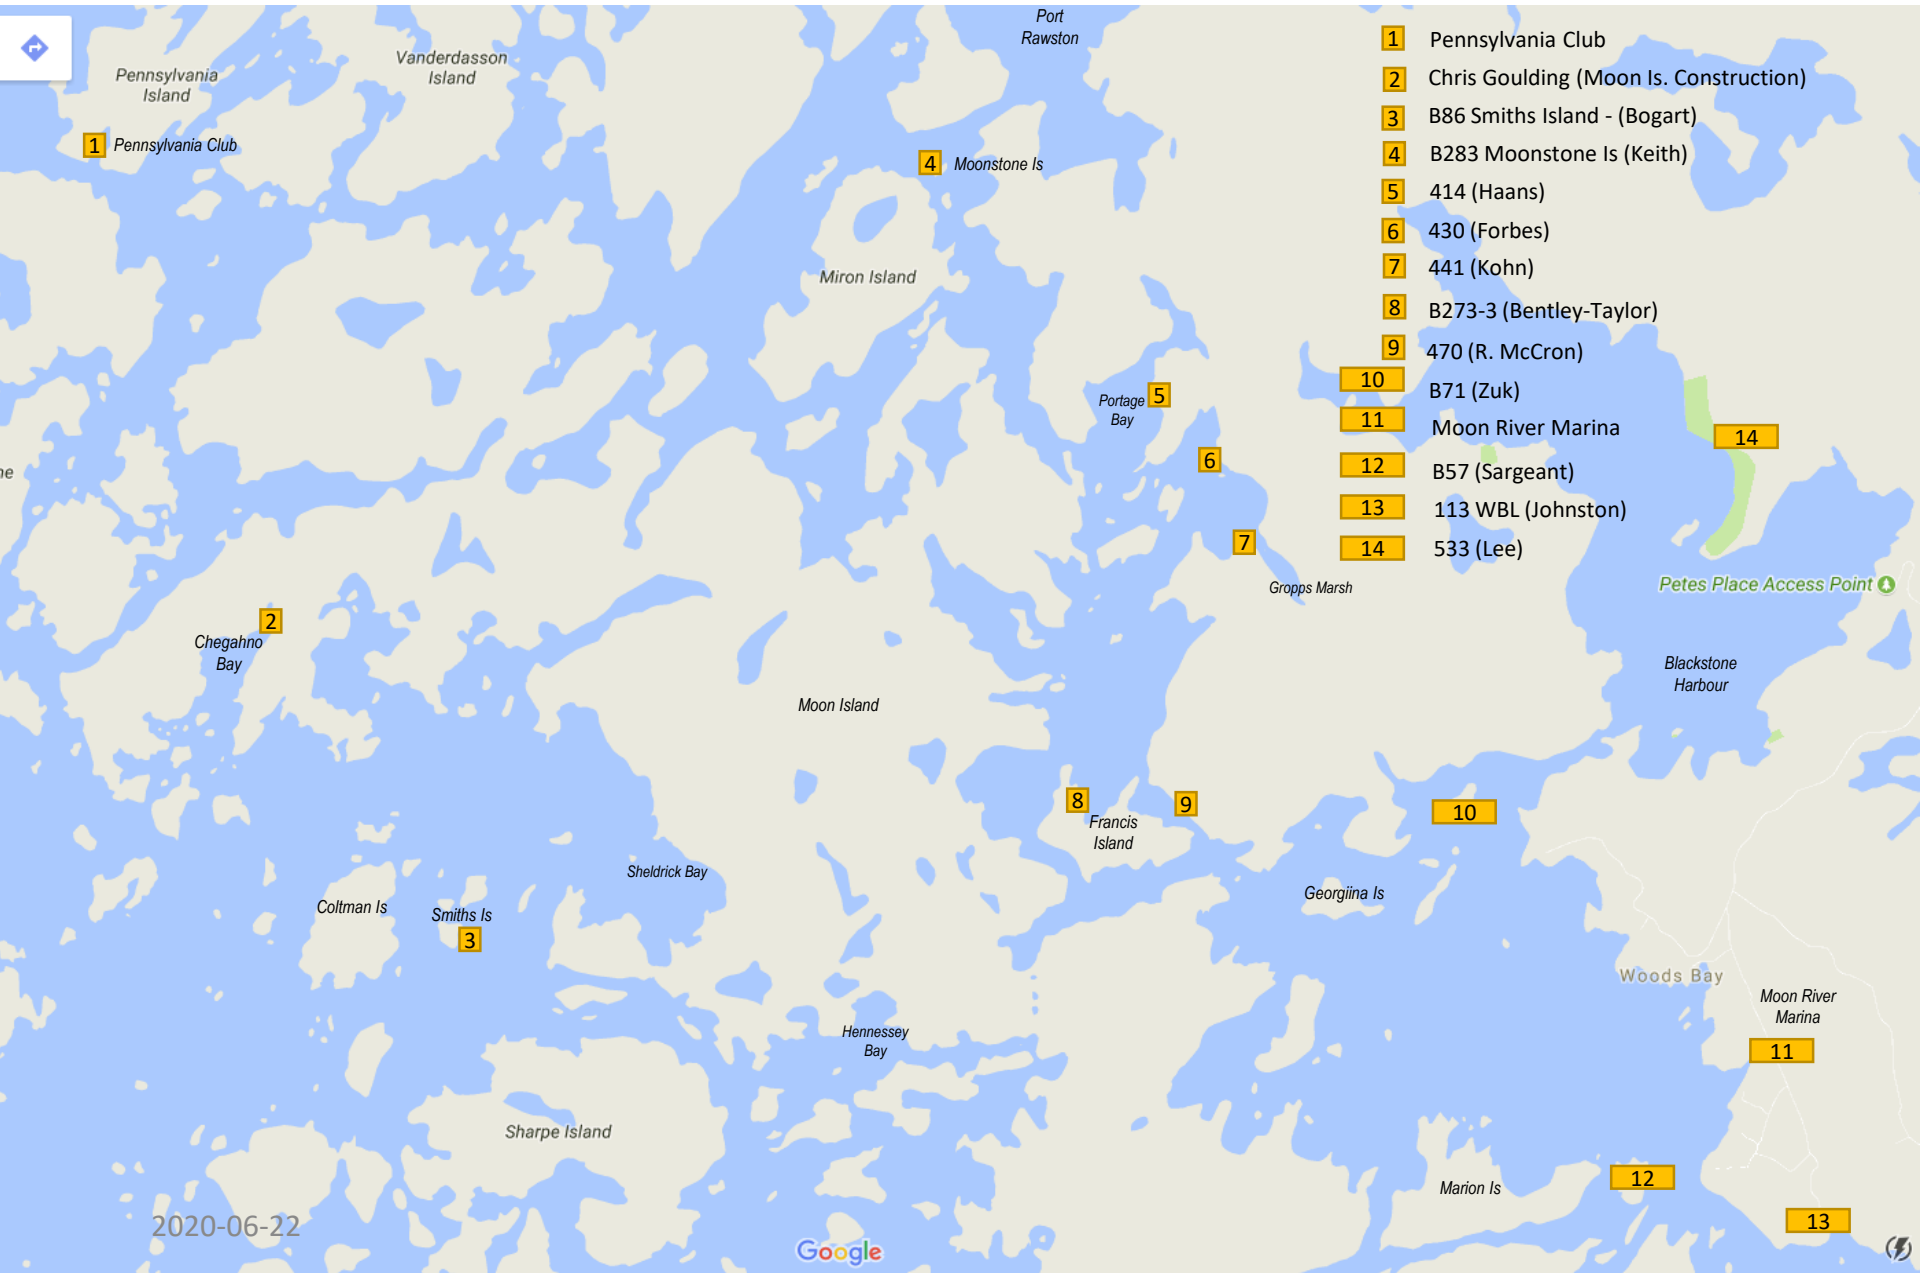 Port
Rawston
Vanderdasson
Island
Pennsylvania
Island
1 Pennsylvania Club
4 Moonstone Is
Miron Island
1 Pennsylvania Club
2 Chris Goulding (Moon Is. Construction)
3 B86 Smiths Island - (Bogart)
4 B283 Moonstone Is (Keith)
5 414 (Haans)
6 430 (Forbes)
7 441 (Kohn)
8 B273-3 (Bentley-Taylor)
9 470 (R. McCron)
10 B71 (Zuk)
11 Moon River Marina
12 B57 (Sargeant)
13 113 WBL (Johnston)
14 533 (Lee)
Portage
Bay
5
14
6
ne
7
Gropps Marsh
Petes Place Access Point
2
Chegahno
Bay
Blackstone
Harbour
Moon Island
8
9
10
Francis
Island
Sheldrick Bay
Georgiina Is
Coltman Is
Smiths Is
3
Woods Bay
Moon River
Marina
11
Hennessey
Bay
Sharpe Island
Marion Is
12
13
2020-06-22
Google